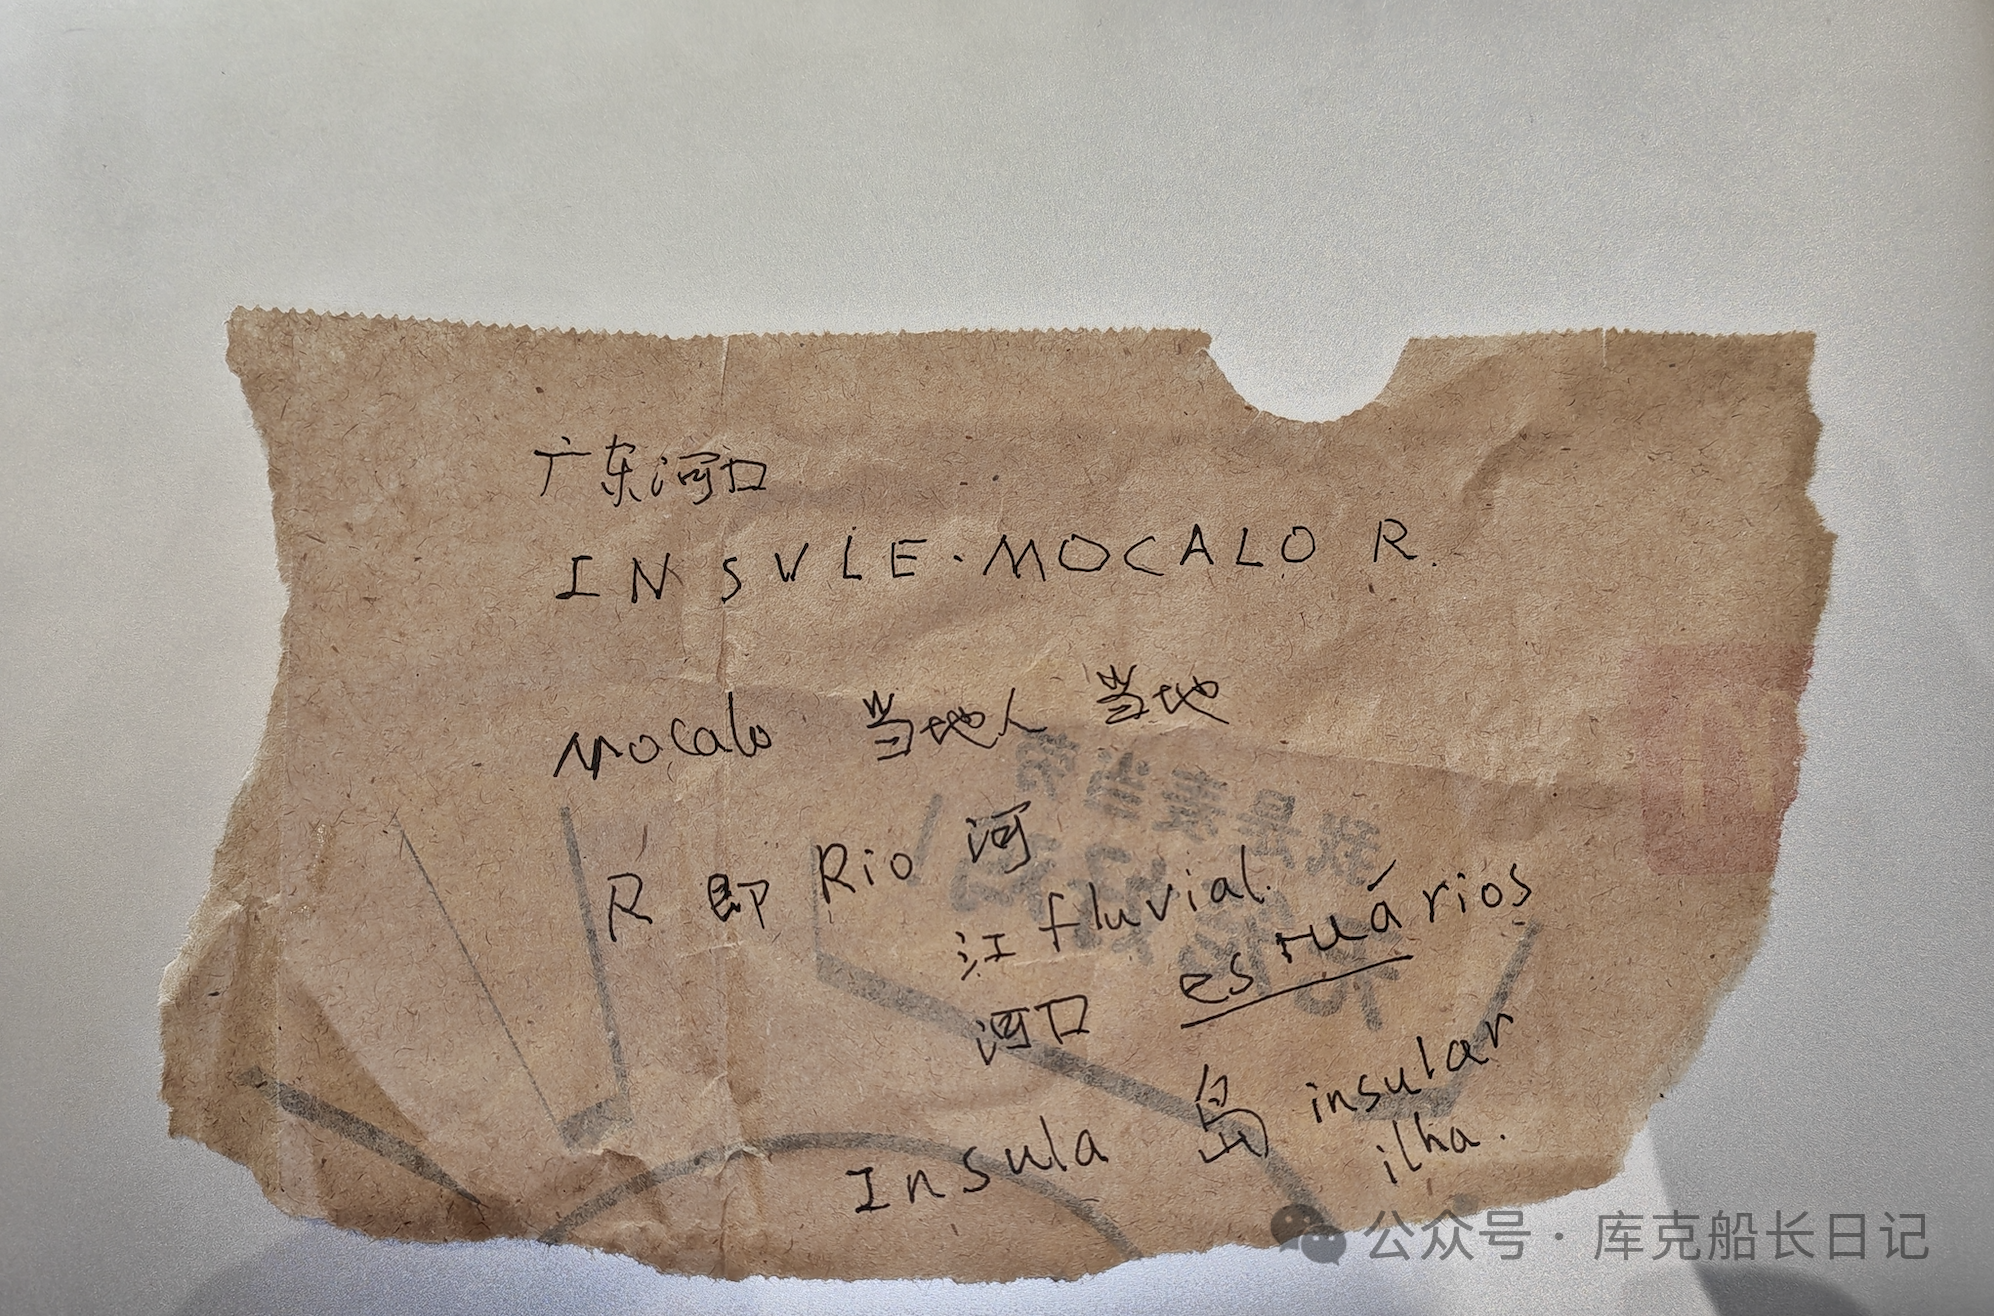 广东河口
INSVLE·MOCALO R.
Mocalo 当地人 当地
R 即 Rio 河
江 fluvial.
河口 esruários
Insula 岛 insular
ilha.
公众号 · 库克船长日记